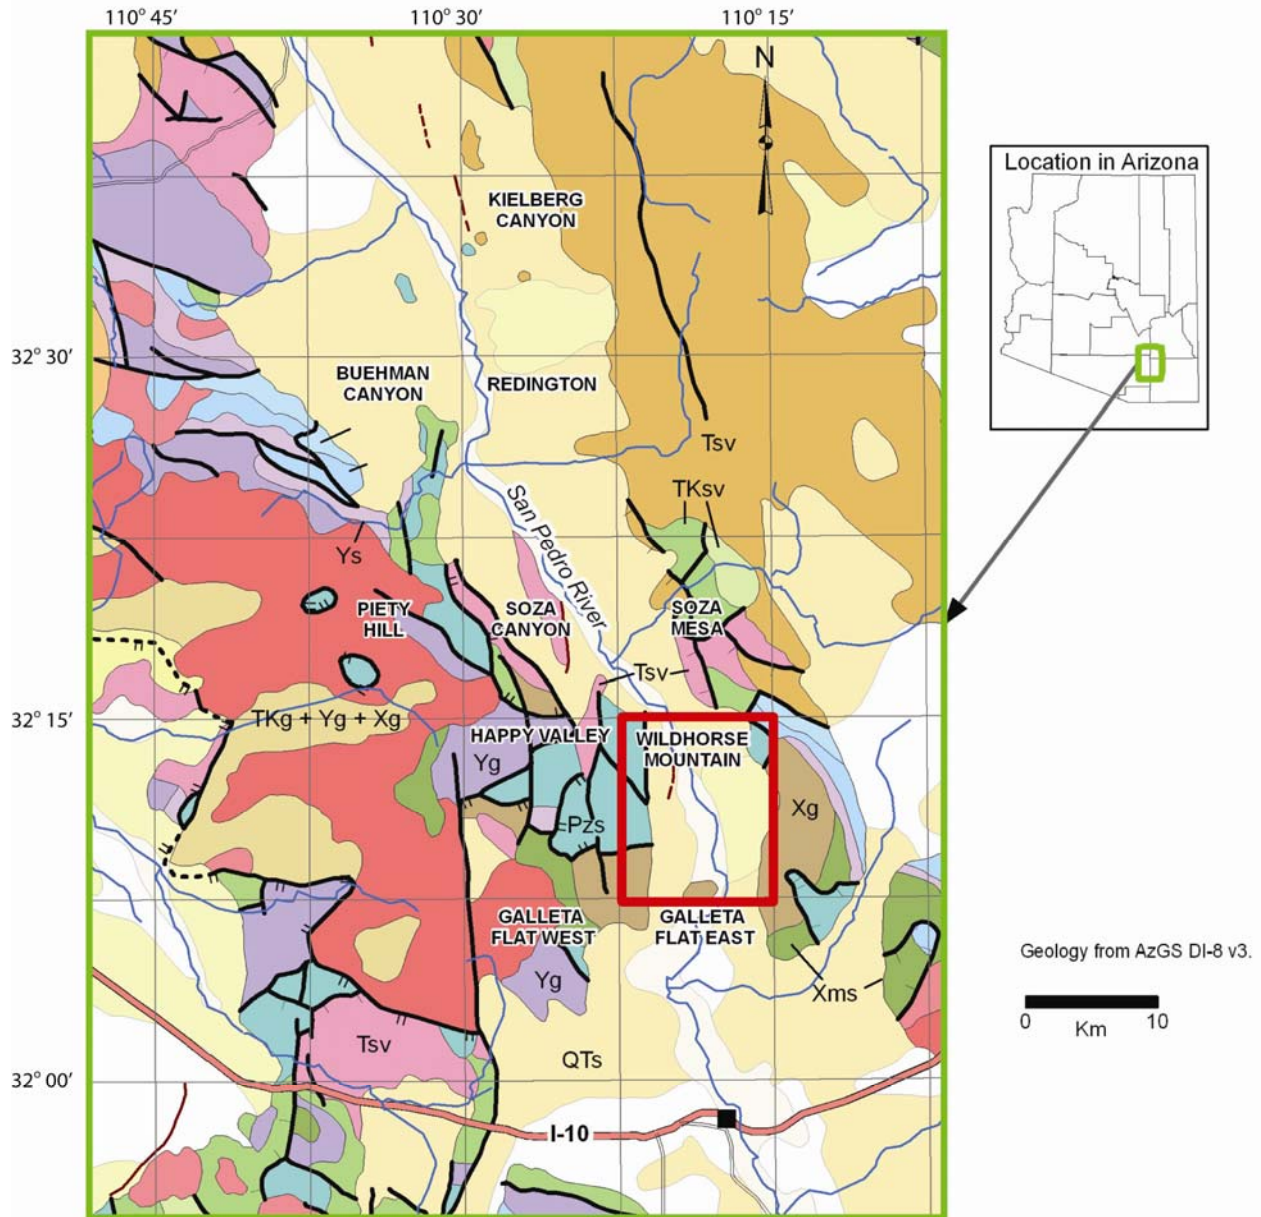 110° 45′
110° 30′
110° 15′
N
Location in Arizona
KIELBERG
CANYON
32° 30′
BUEHMAN
CANYON
REDINGTON
Tsv
TKsv
San Pedro River
Ys
PIETY
HILL
SOZA
CANYON
SOZA
MESA
Tsv
32° 15′
TKg + Yg + Xg
HAPPY VALLEY
WILDHORSE
MOUNTAIN
Yg
Xg
Pzs
GALLETA
FLAT WEST
GALLETA
FLAT EAST
Geology from AzGS DI-8 v3.
Yg
Xms
0
Km
10
Tsv
QTs
32° 00′
I-10